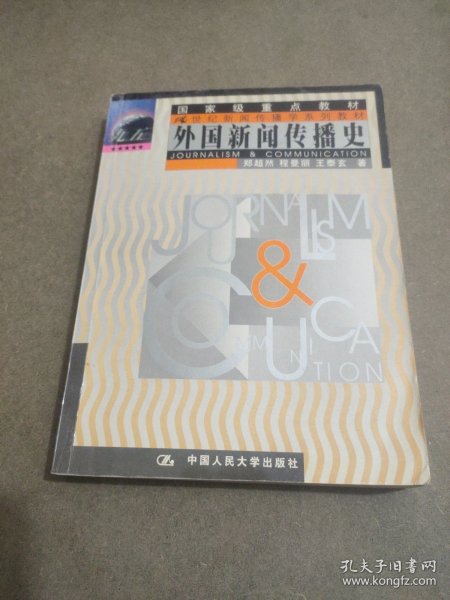 国家级重点教材
21世纪新闻传播学系列教材
外国新闻传播史
JOURNALISM & COMMUNICATION
郑超然 程曼丽 王泰玄 著
★★★★★
JOURNALISM
&
COMMUNICATION
中国人民大学出版社
孔夫子旧书网
www.kongfz.com